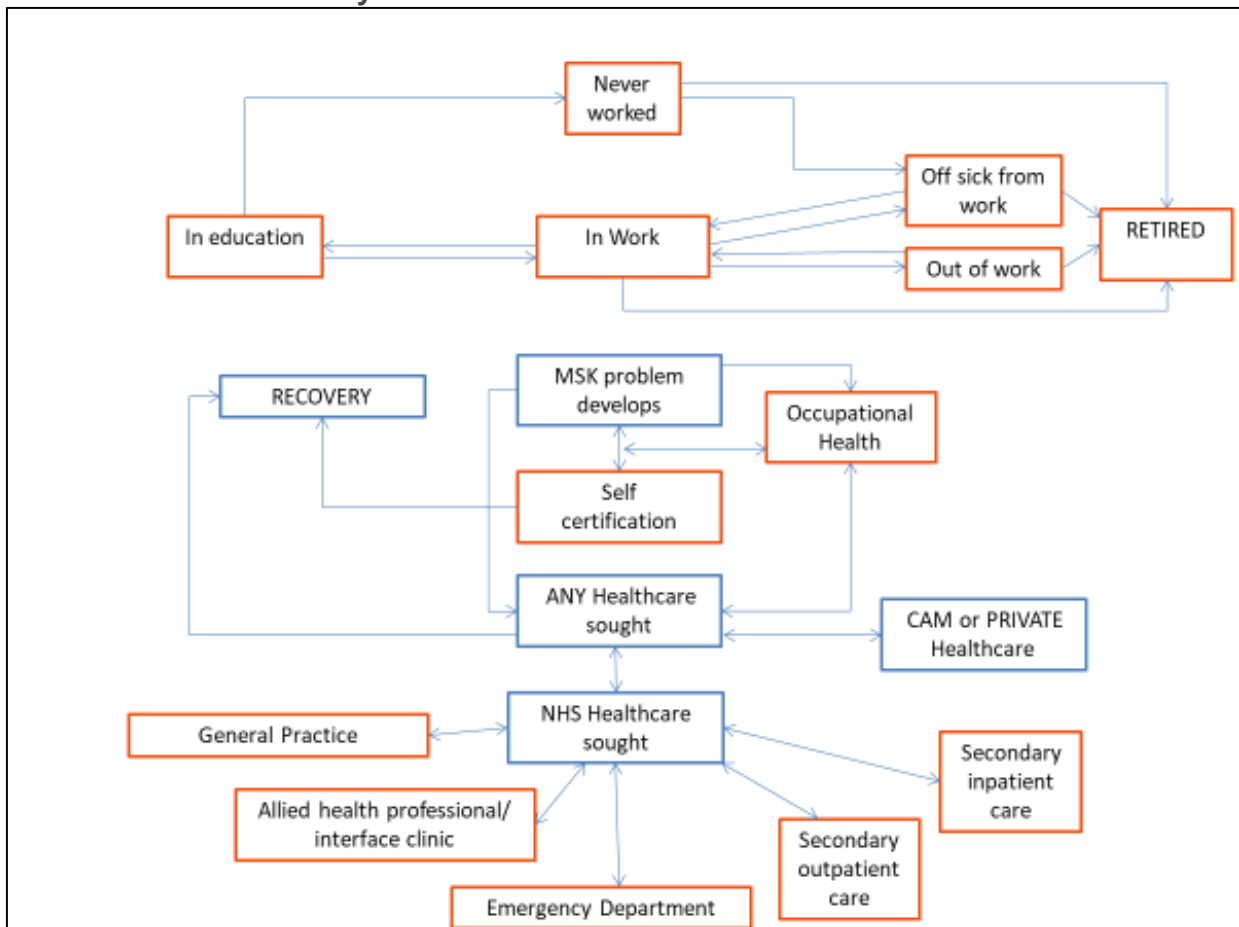 Never
worked
Off sick from
work
In education
In Work
RETIRED
Out of work
MSK problem
develops
RECOVERY
Occupational
Health
Self
certification
ANY Healthcare
sought
CAM or PRIVATE
Healthcare
NHS Healthcare
sought
General Practice
Secondary
inpatient
care
Allied health professional/
interface clinic
Secondary
outpatient
care
Emergency Department